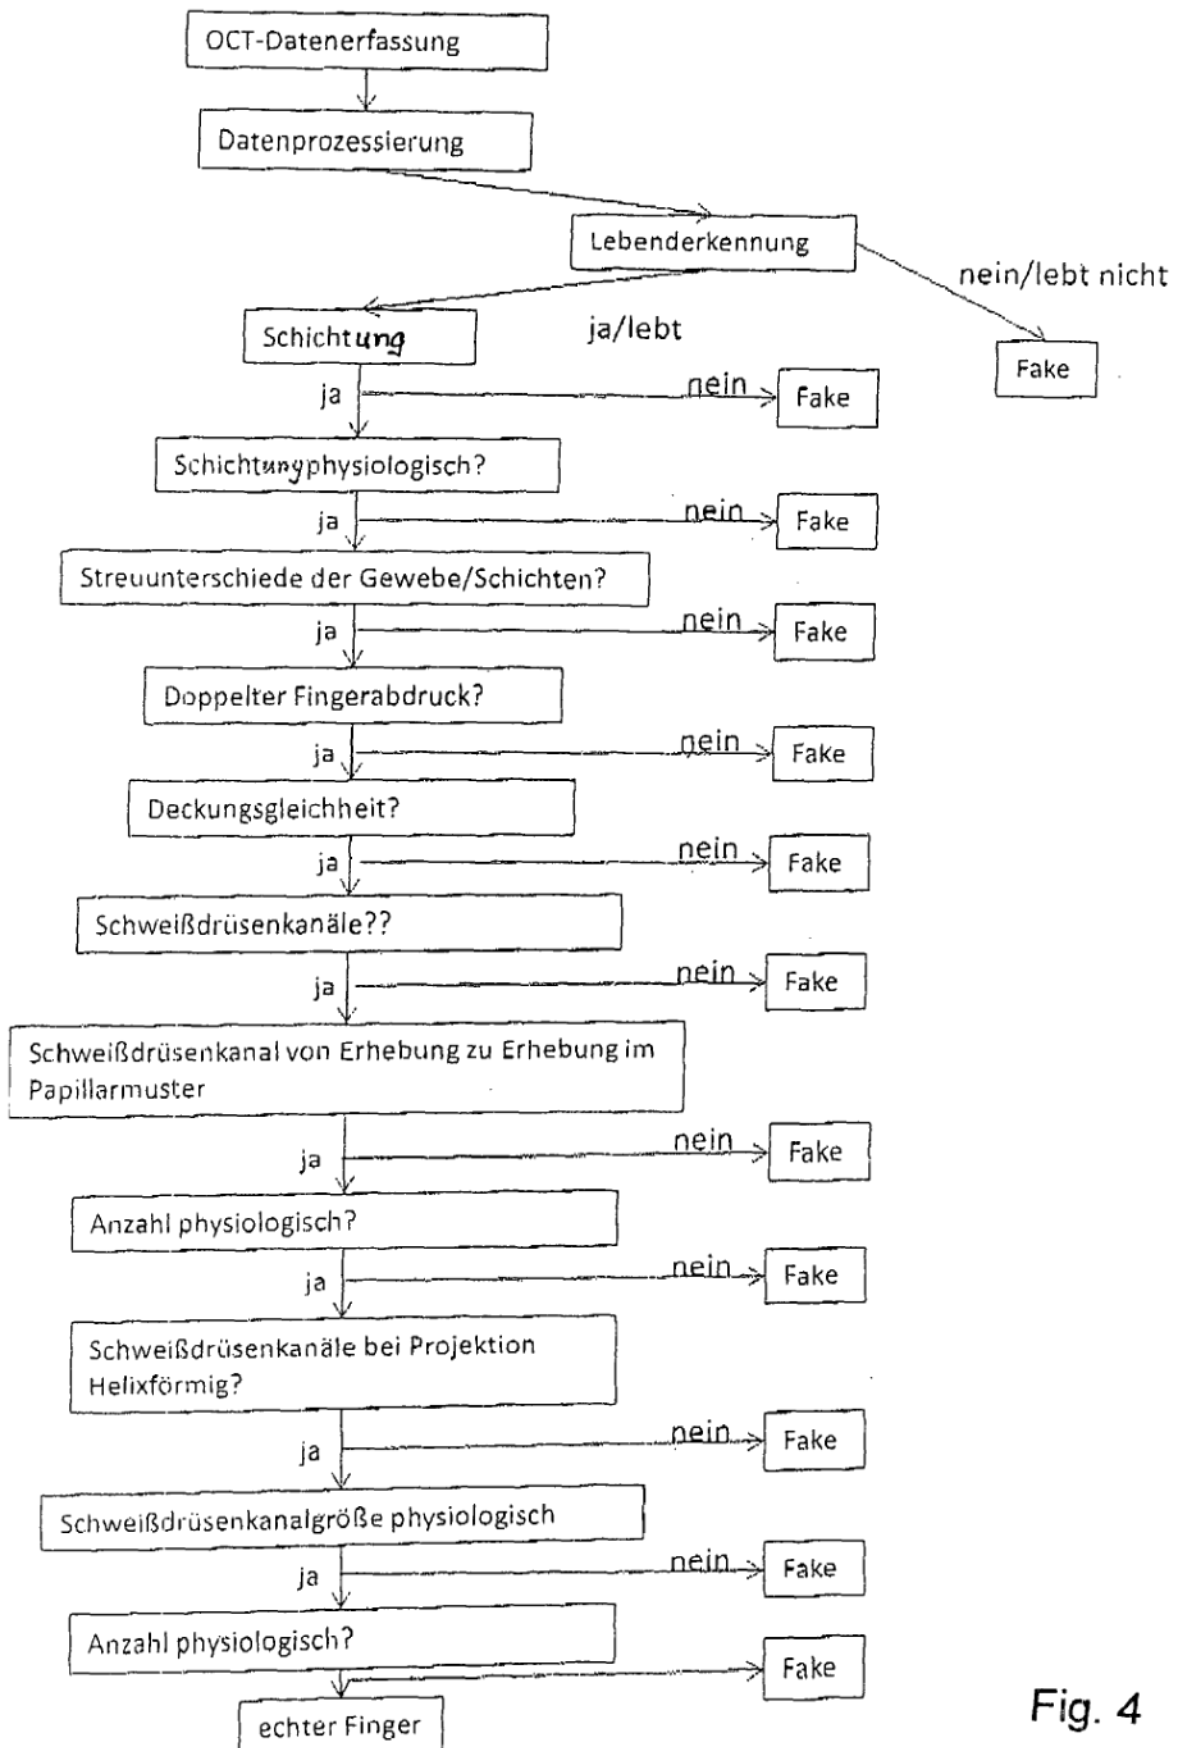 OCT-Datenerfassung
Datenprozessierung
Lebenderkennung
nein/lebt nicht
Fake
ja/lebt
Schichtung
ja
nein
Fake
Schichtungphysiologisch?
ja
nein
Fake
Streuunterschiede der Gewebe/Schichten?
ja
nein
Fake
Doppelter Fingerabdruck?
ja
nein
Fake
Deckungsgleichheit?
ja
nein
Fake
Schweißdrüsenkanäle??
ja
nein
Fake
Schweißdrüsenkanal von Erhebung zu Erhebung im
Papillarmuster
ja
nein
Fake
Anzahl physiologisch?
ja
nein
Fake
Schweißdrüsenkanäle bei Projektion
Helixförmig?
ja
nein
Fake
Schweißdrüsenkanalgröße physiologisch
ja
nein
Fake
Anzahl physiologisch?
Fake
echter Finger
Fig. 4